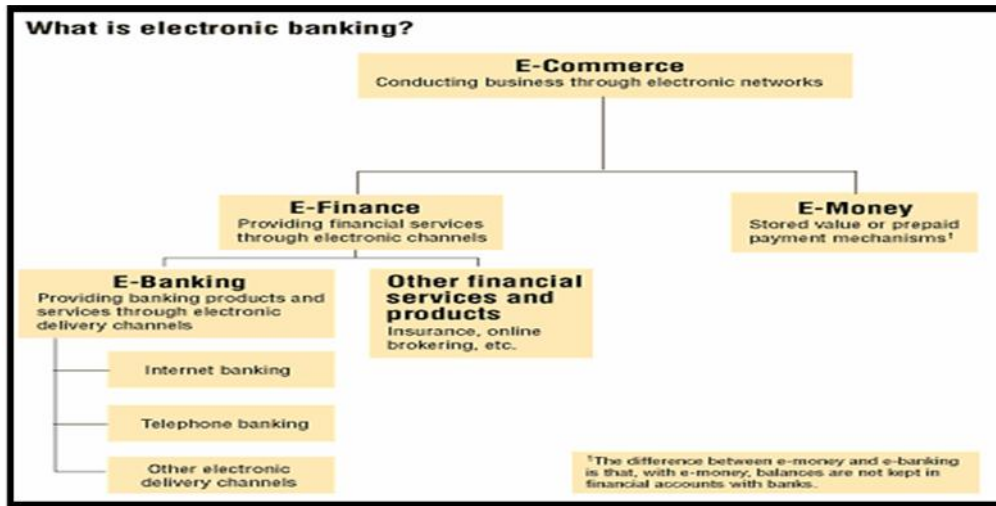 What is electronic banking?
E-Commerce
Conducting business through electronic networks
E-Finance
Providing financial services
through electronic channels
E-Money
Stored value or prepaid
payment mechanisms¹
E-Banking
Providing banking products and
services through electronic
delivery channels
Other financial
services and
products
Insurance, online
brokering, etc.
Internet banking
Telephone banking
Other electronic
delivery channels
¹The difference between e-money and e-banking
is that, with e-money, balances are not kept in
financial accounts with banks.